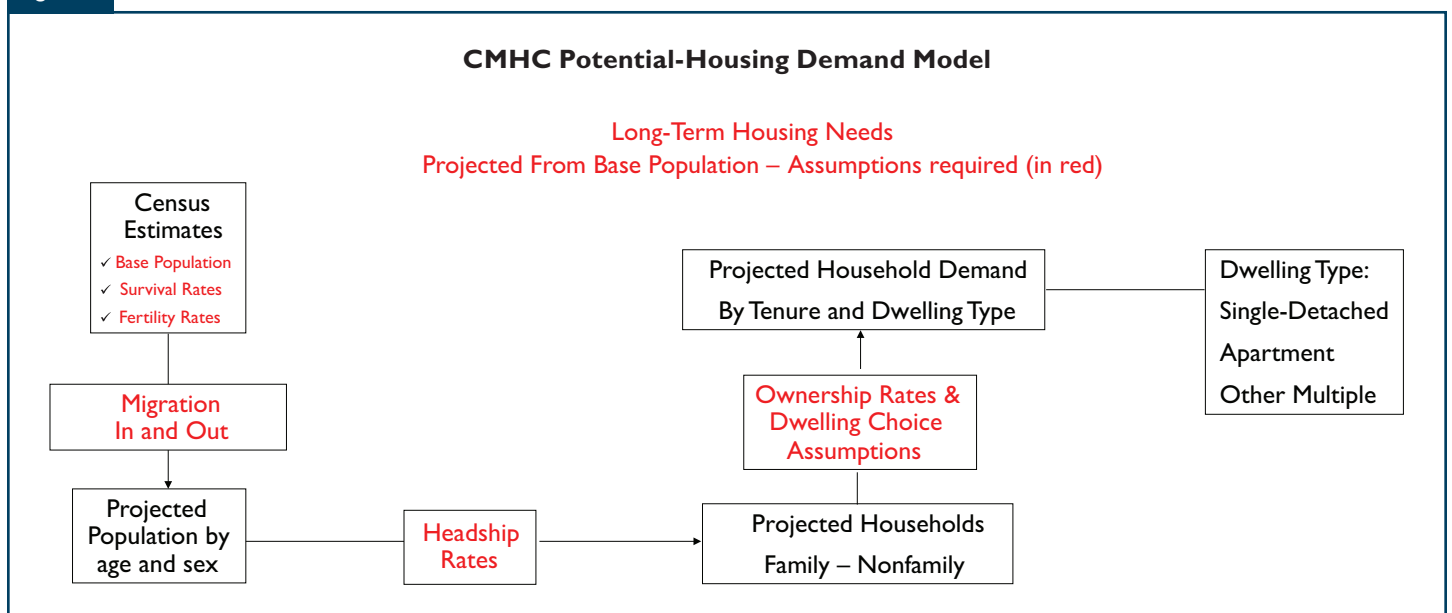 CMHC Potential-Housing Demand Model
Long-Term Housing Needs
Projected From Base Population – Assumptions required (in red)
Census
Estimates
✓ Base Population
✓ Survival Rates
✓ Fertility Rates
Migration
In and Out
Projected
Population by
age and sex
Headship
Rates
Projected Households
Family – Nonfamily
Ownership Rates &
Dwelling Choice
Assumptions
Projected Household Demand
By Tenure and Dwelling Type
Dwelling Type:
Single-Detached
Apartment
Other Multiple